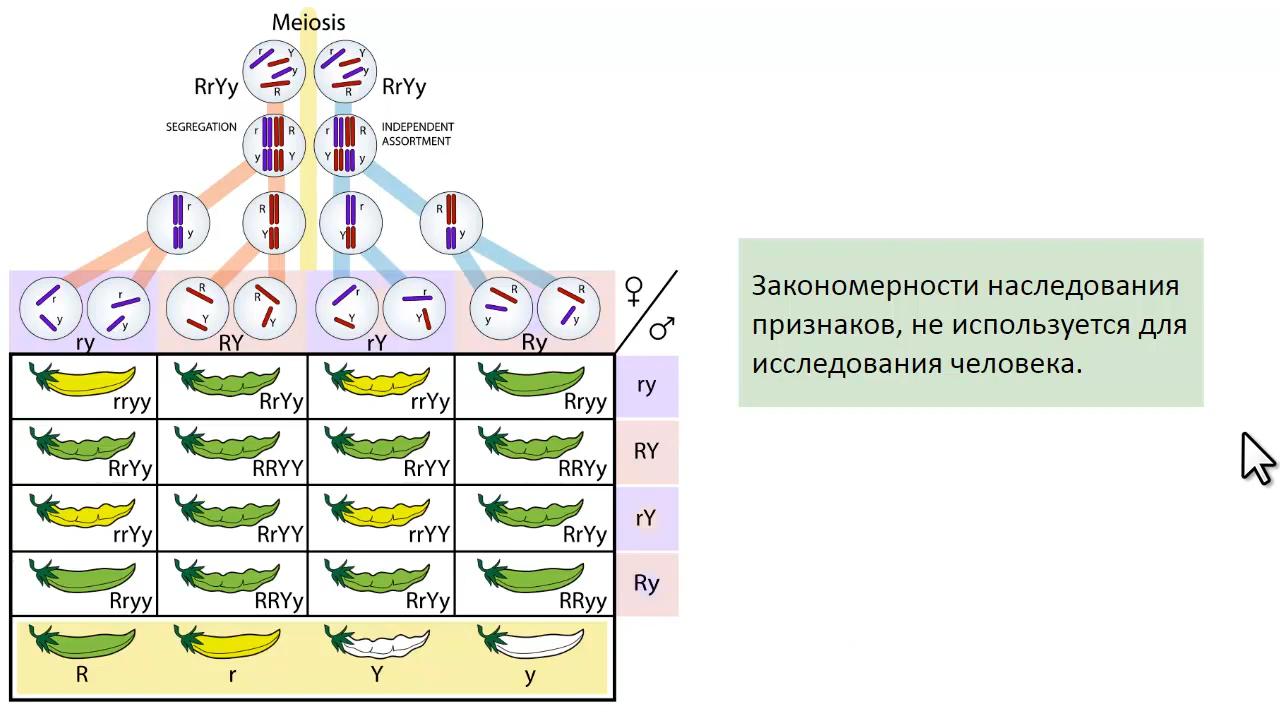 Meiosis
r Y y R
r Y y R
RrYy
RrYy
SEGREGATION
r R
y Y
r R
Y y
INDEPENDENT
ASSORTMENT
r
y
R
Y
r
Y
R
y
r
y
r
y
R
Y
R
Y
r
Y
r
Y
R
y
R
y
♀
♂
ry RY rY Ry
rryy RrYy rrYy Rryy ry
RrYy RRYY RrYY RRYy RY
rrYy RrYY rrYY RrYy rY
Rryy RRYy RrYy RRyy Ry
R r Y y
Закономерности наследования
признаков, не используется для
исследования человека.